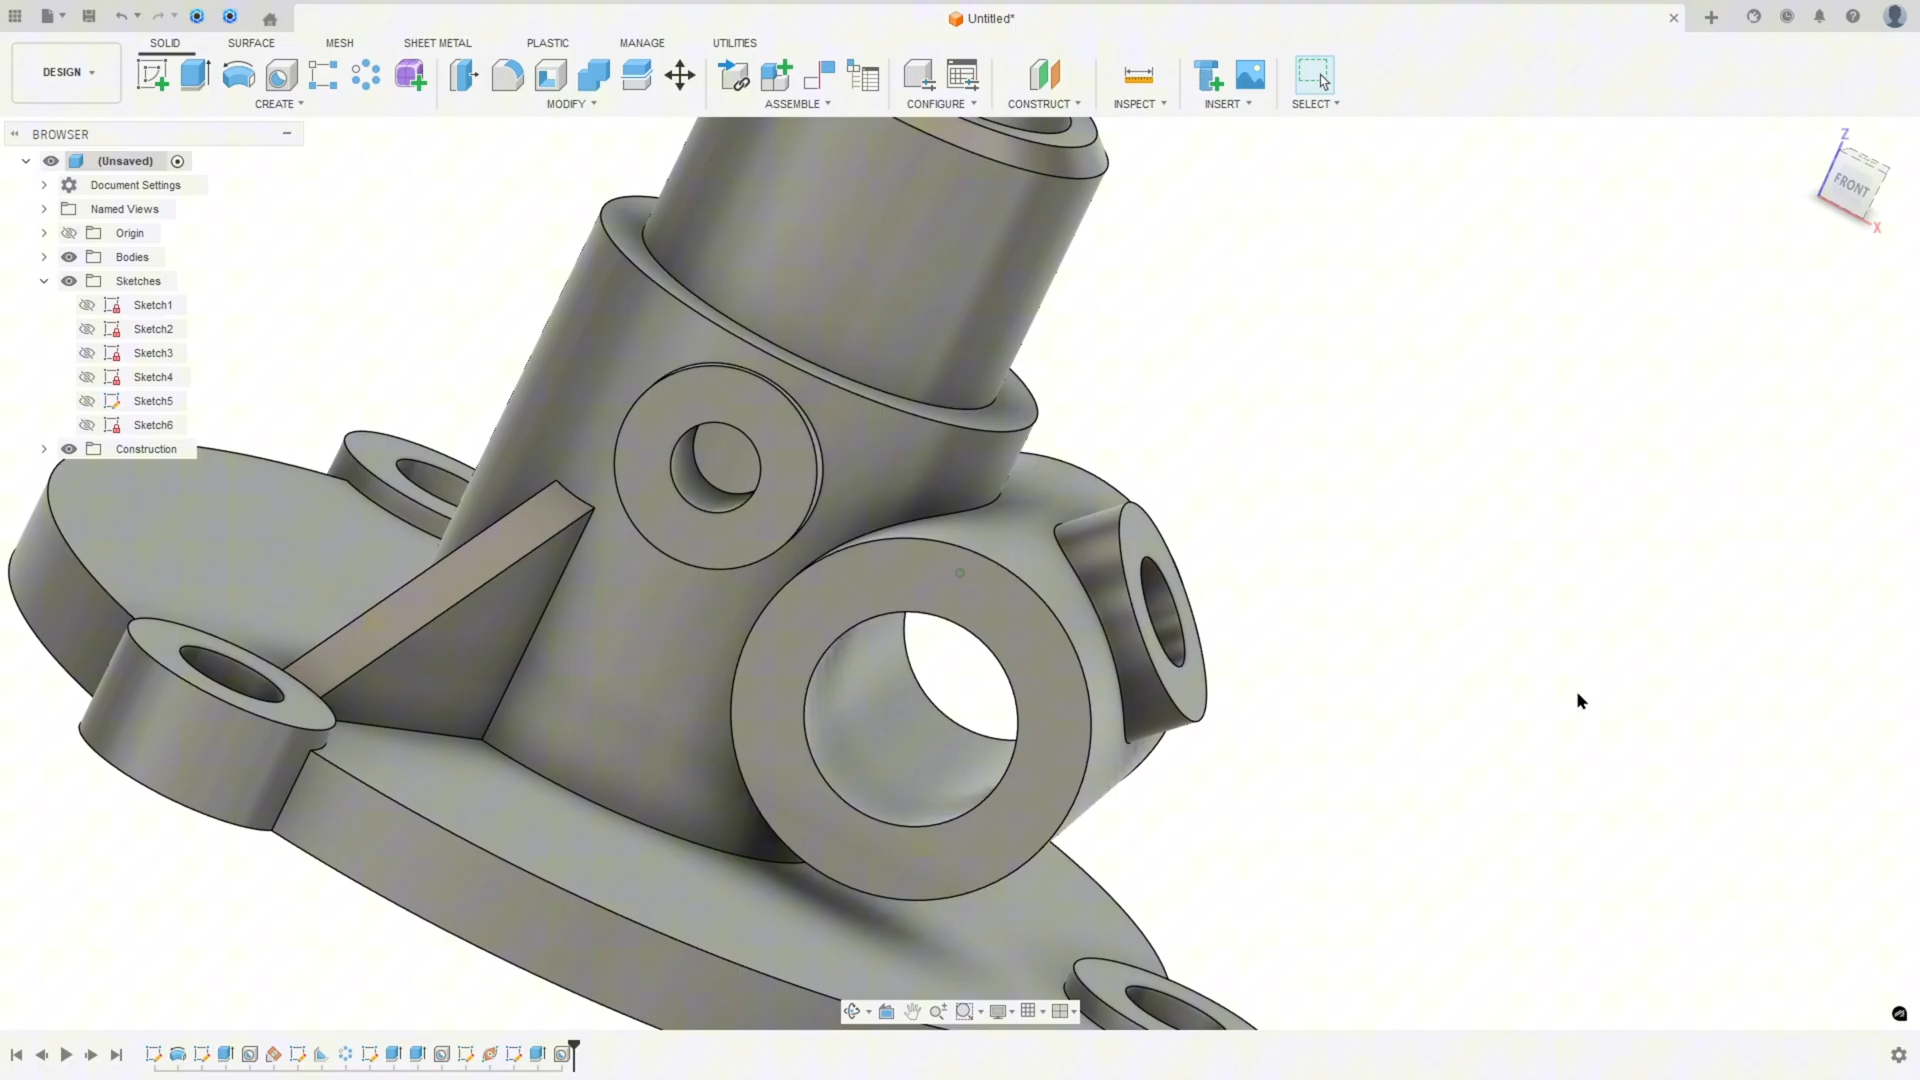 Untitled*
SOLID SURFACE MESH SHEET METAL PLASTIC MANAGE UTILITIES
DESIGN
CREATE MODIFY ASSEMBLE CONFIGURE CONSTRUCT INSPECT INSERT SELECT
BROWSER
(Unsaved)
Document Settings
Named Views
Origin
Bodies
Sketches
Sketch1
Sketch2
Sketch3
Sketch4
Sketch5
Sketch6
Construction
Z
FRONT
X